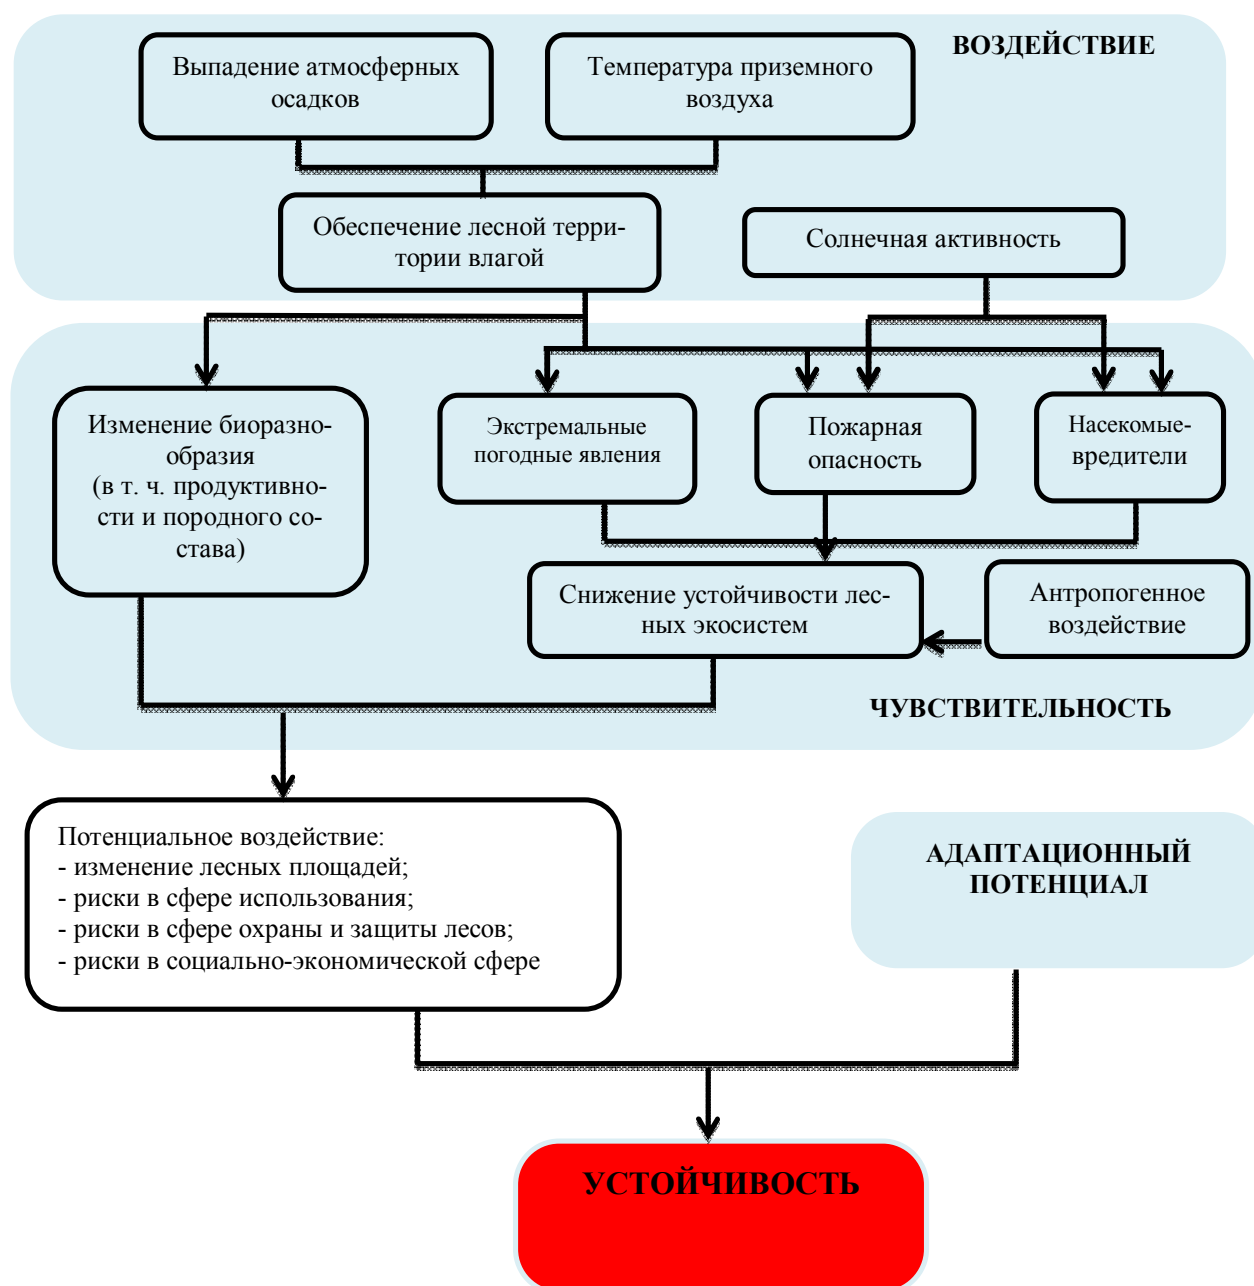 ВОЗДЕЙСТВИЕ
Выпадение атмосферных
осадков
Температура приземного
воздуха
Обеспечение лесной терри-
тории влагой
Солнечная активность
Изменение биоразно-
образия
(в т. ч. продуктивно-
сти и породного со-
става)
Экстремальные
погодные явления
Пожарная
опасность
Насекомые-
вредители
Снижение устойчивости лес-
ных экосистем
Антропогенное
воздействие
ЧУВСТВИТЕЛЬНОСТЬ
Потенциальное воздействие:
- изменение лесных площадей;
- риски в сфере использования;
- риски в сфере охраны и защиты лесов;
- риски в социально-экономической сфере
АДАПТАЦИОННЫЙ
ПОТЕНЦИАЛ
УСТОЙЧИВОСТЬ